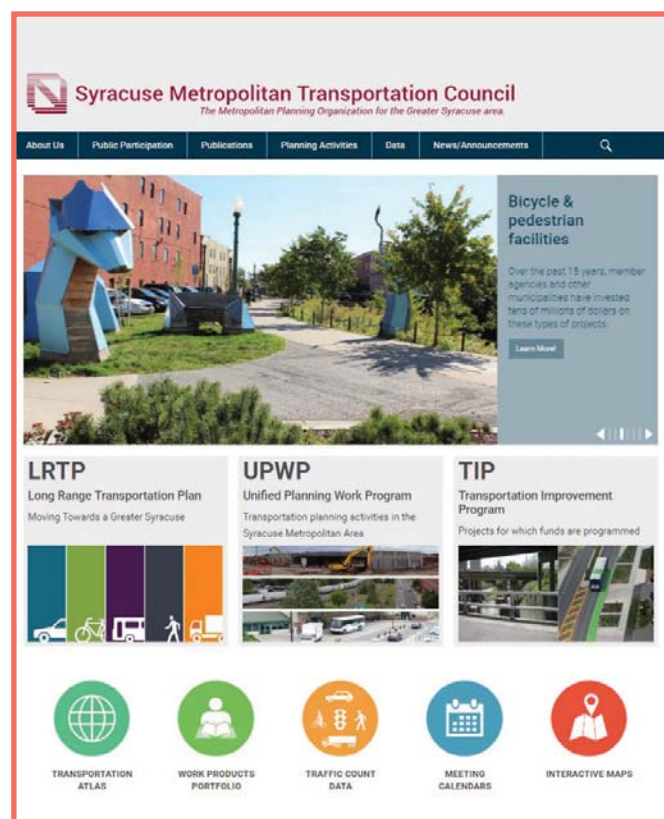 Syracuse Metropolitan Transportation Council
The Metropolitan Planning Organization for the Greater Syracuse area.
About Us
Public Participation
Publications
Planning Activities
Data
News/Announcements
Bicycle &
pedestrian
facilities
Over the past 15 years, member
agencies and other
municipalities have invested
tens of millions of dollars on
these types of projects.
Learn More!
LRTP
Long Range Transportation Plan
Moving Towards a Greater Syracuse
UPWP
Unified Planning Work Program
Transportation planning activities in the
Syracuse Metropolitan Area
TIP
Transportation Improvement
Program
Projects for which funds are programmed
TRANSPORTATION
ATLAS
WORK PRODUCTS
PORTFOLIO
TRAFFIC COUNT
DATA
MEETING
CALENDARS
INTERACTIVE MAPS